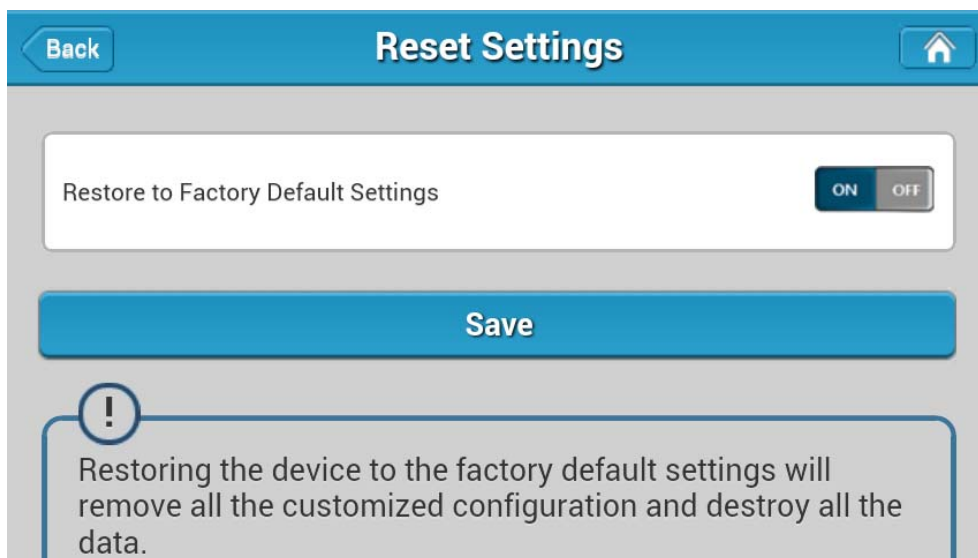 Back
Reset Settings
Restore to Factory Default Settings
ON OFF
Save
!
Restoring the device to the factory default settings will
remove all the customized configuration and destroy all the
data.